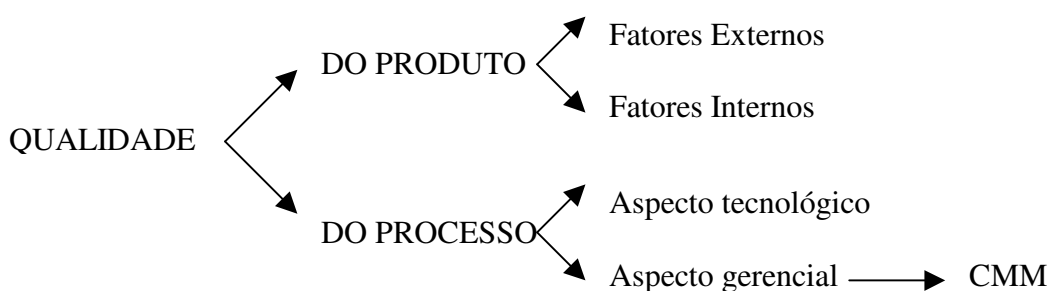 Fatores Externos
DO PRODUTO
Fatores Internos
QUALIDADE
Aspecto tecnológico
DO PROCESSO
Aspecto gerencial CMM